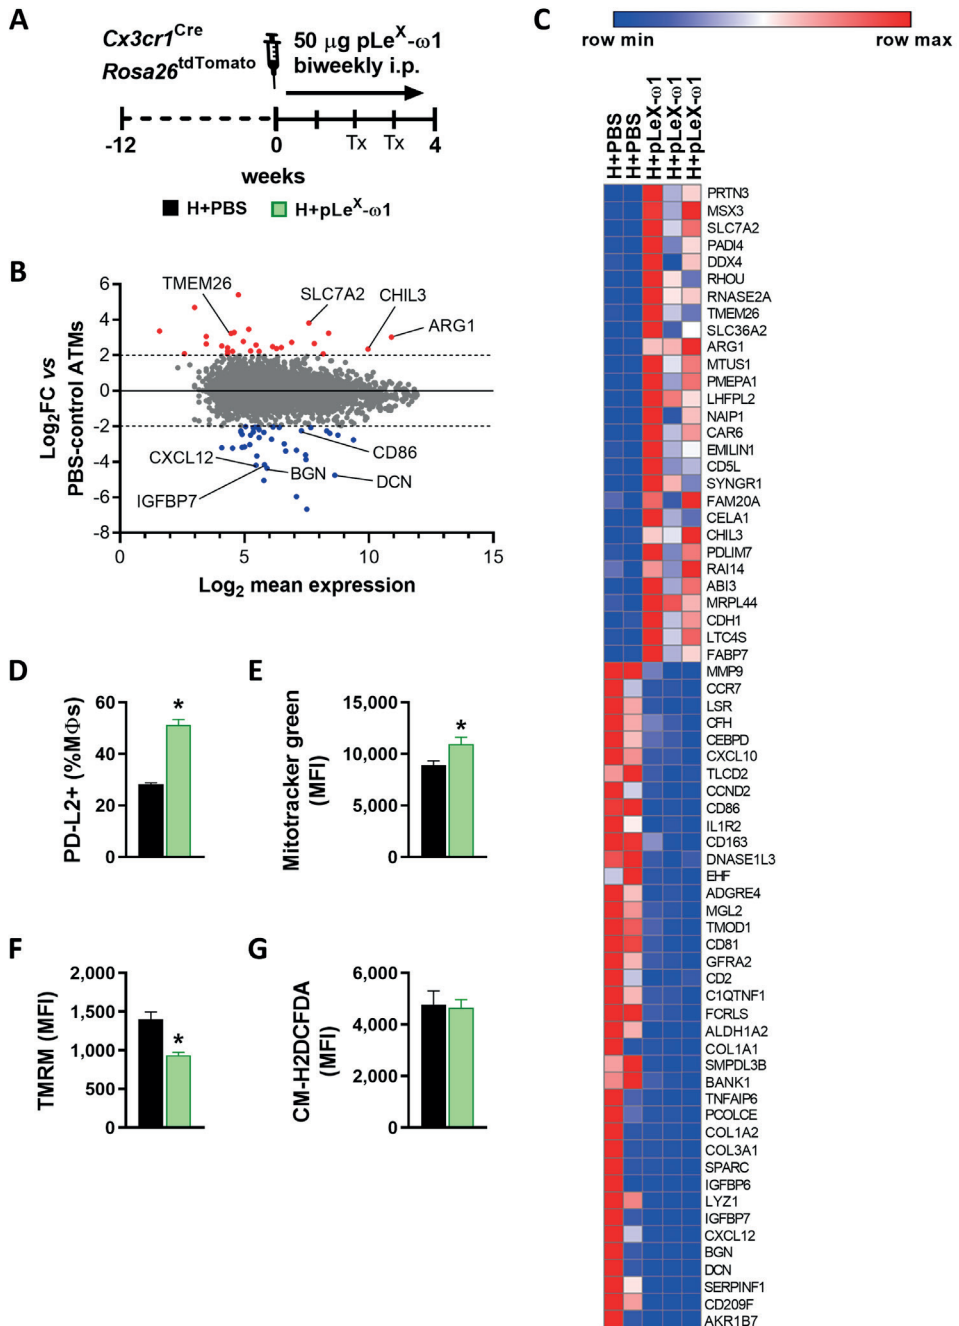 A
Cx3cr1Cre
Rosa26tdTomato
50 µg pLeX-ω1
biweekly i.p.
Tx Tx
-12 0 4
weeks
H+PBS H+pLeX-ω1
B
Log2FC vs
PBS-control ATMs
6
4
2
0
-2
-4
-6
-8
TMEM26
SLC7A2
CHIL3
ARG1
CD86
CXCL12
BGN
DCN
IGFBP7
0 5 10 15
Log2 mean expression
C
row min row max
H+PBS
H+PBS
H+pLeX-ω1
H+pLeX-ω1
H+pLeX-ω1
PRTN3
MSX3
SLC7A2
PADI4
DDX4
RHOU
RNASE2A
TMEM26
SLC36A2
ARG1
MTUS1
PMEPA1
LHFPL2
NAIP1
CAR6
EMILIN1
CD5L
SYNGR1
FAM20A
CELA1
CHIL3
PDLIM7
RAI14
ABI3
MRPL44
CDH1
LTC4S
FABP7
MMP9
CCR7
LSR
CFH
CEBPD
CXCL10
TLCD2
CCND2
CD86
IL1R2
CD163
DNASE1L3
EHF
ADGRE4
MGL2
TMOD1
CD81
GFRA2
CD2
C1QTNF1
FCRLS
ALDH1A2
COL1A1
SMPDL3B
BANK1
TNFAIP6
PCOLCE
COL1A2
COL3A1
SPARC
IGFBP6
LYZ1
IGFBP7
CXCL12
BGN
DCN
SERPINF1
CD209F
AKR1B7
D
PD-L2+ (%MΦs)
60
40
20
0
*
E
Mitotracker green
(MFI)
15,000
10,000
5,000
0
*
F
TMRM (MFI)
2,000
1,500
1,000
500
0
*
G
CM-H2DCFDA
(MFI)
6,000
4,000
2,000
0